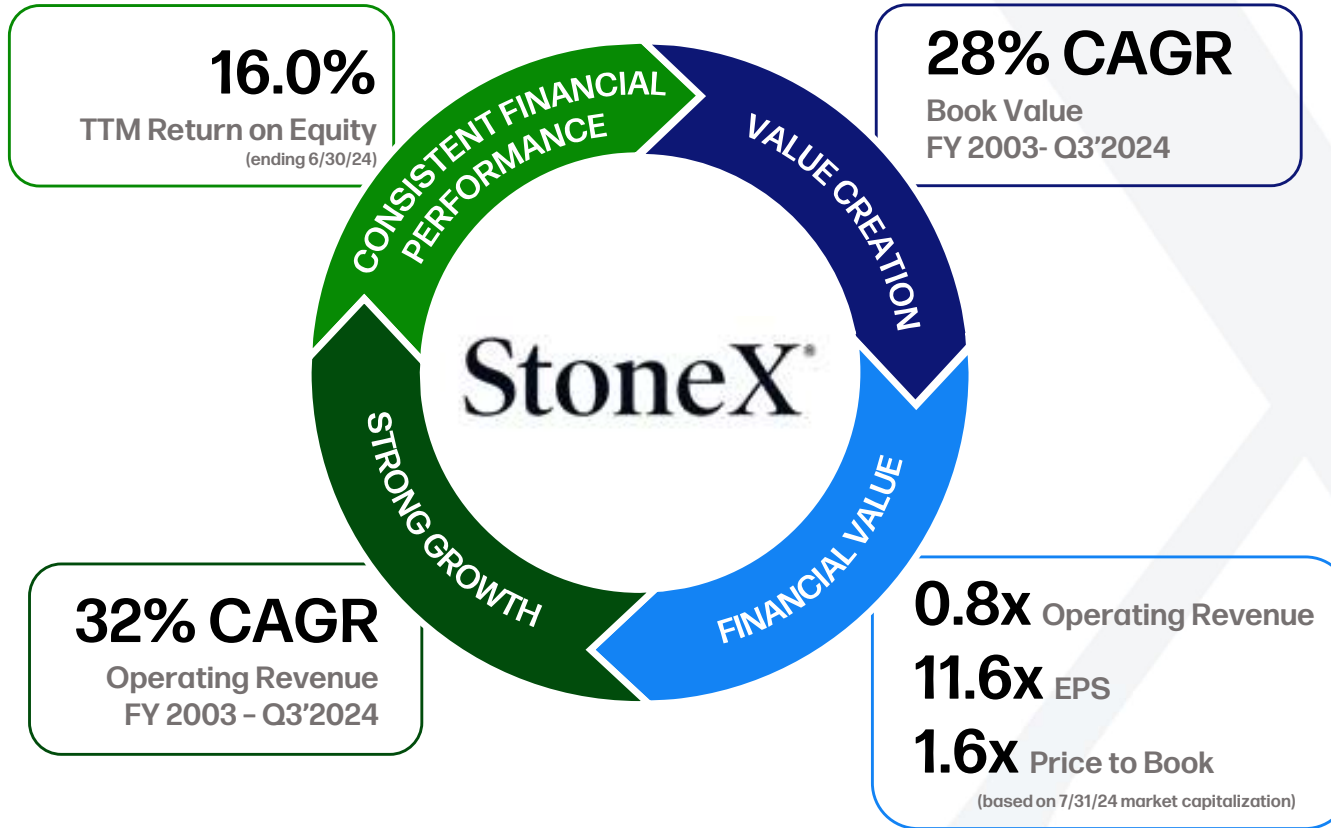 16.0%
TTM Return on Equity
(ending 6/30/24)
28% CAGR
Book Value
FY 2003- Q3'2024
CONSISTENT FINANCIAL
PERFORMANCE
VALUE CREATION
StoneX®
STRONG GROWTH
FINANCIAL VALUE
32% CAGR
Operating Revenue
FY 2003 – Q3'2024
0.8x Operating Revenue
11.6x EPS
1.6x Price to Book
(based on 7/31/24 market capitalization)